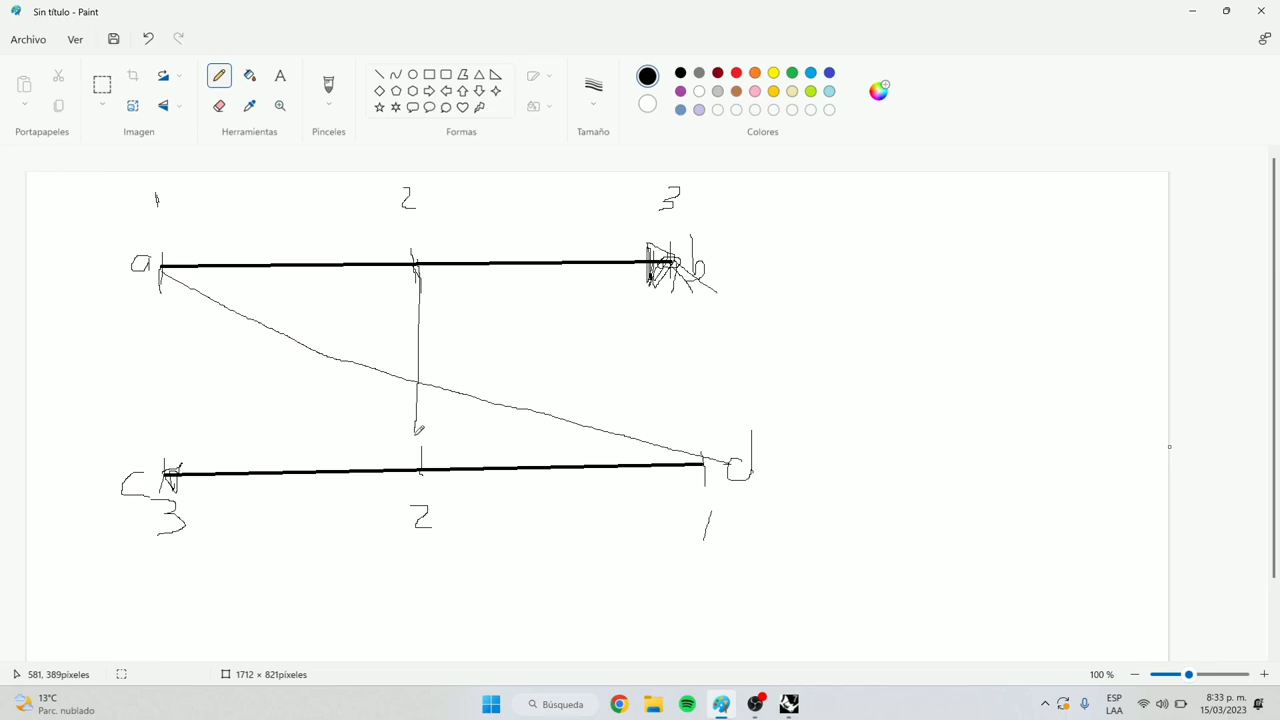 Sin título - Paint
Archivo Ver
Portapapeles Imagen Herramientas Pinceles Formas Tamaño Colores
1 2 3
a b
c d
3 2 1
581, 389píxeles 1712 × 821píxeles 100 %
13°C
Parc. nublado
Búsqueda
ESP
LAA
8:33 p. m.
15/03/2023